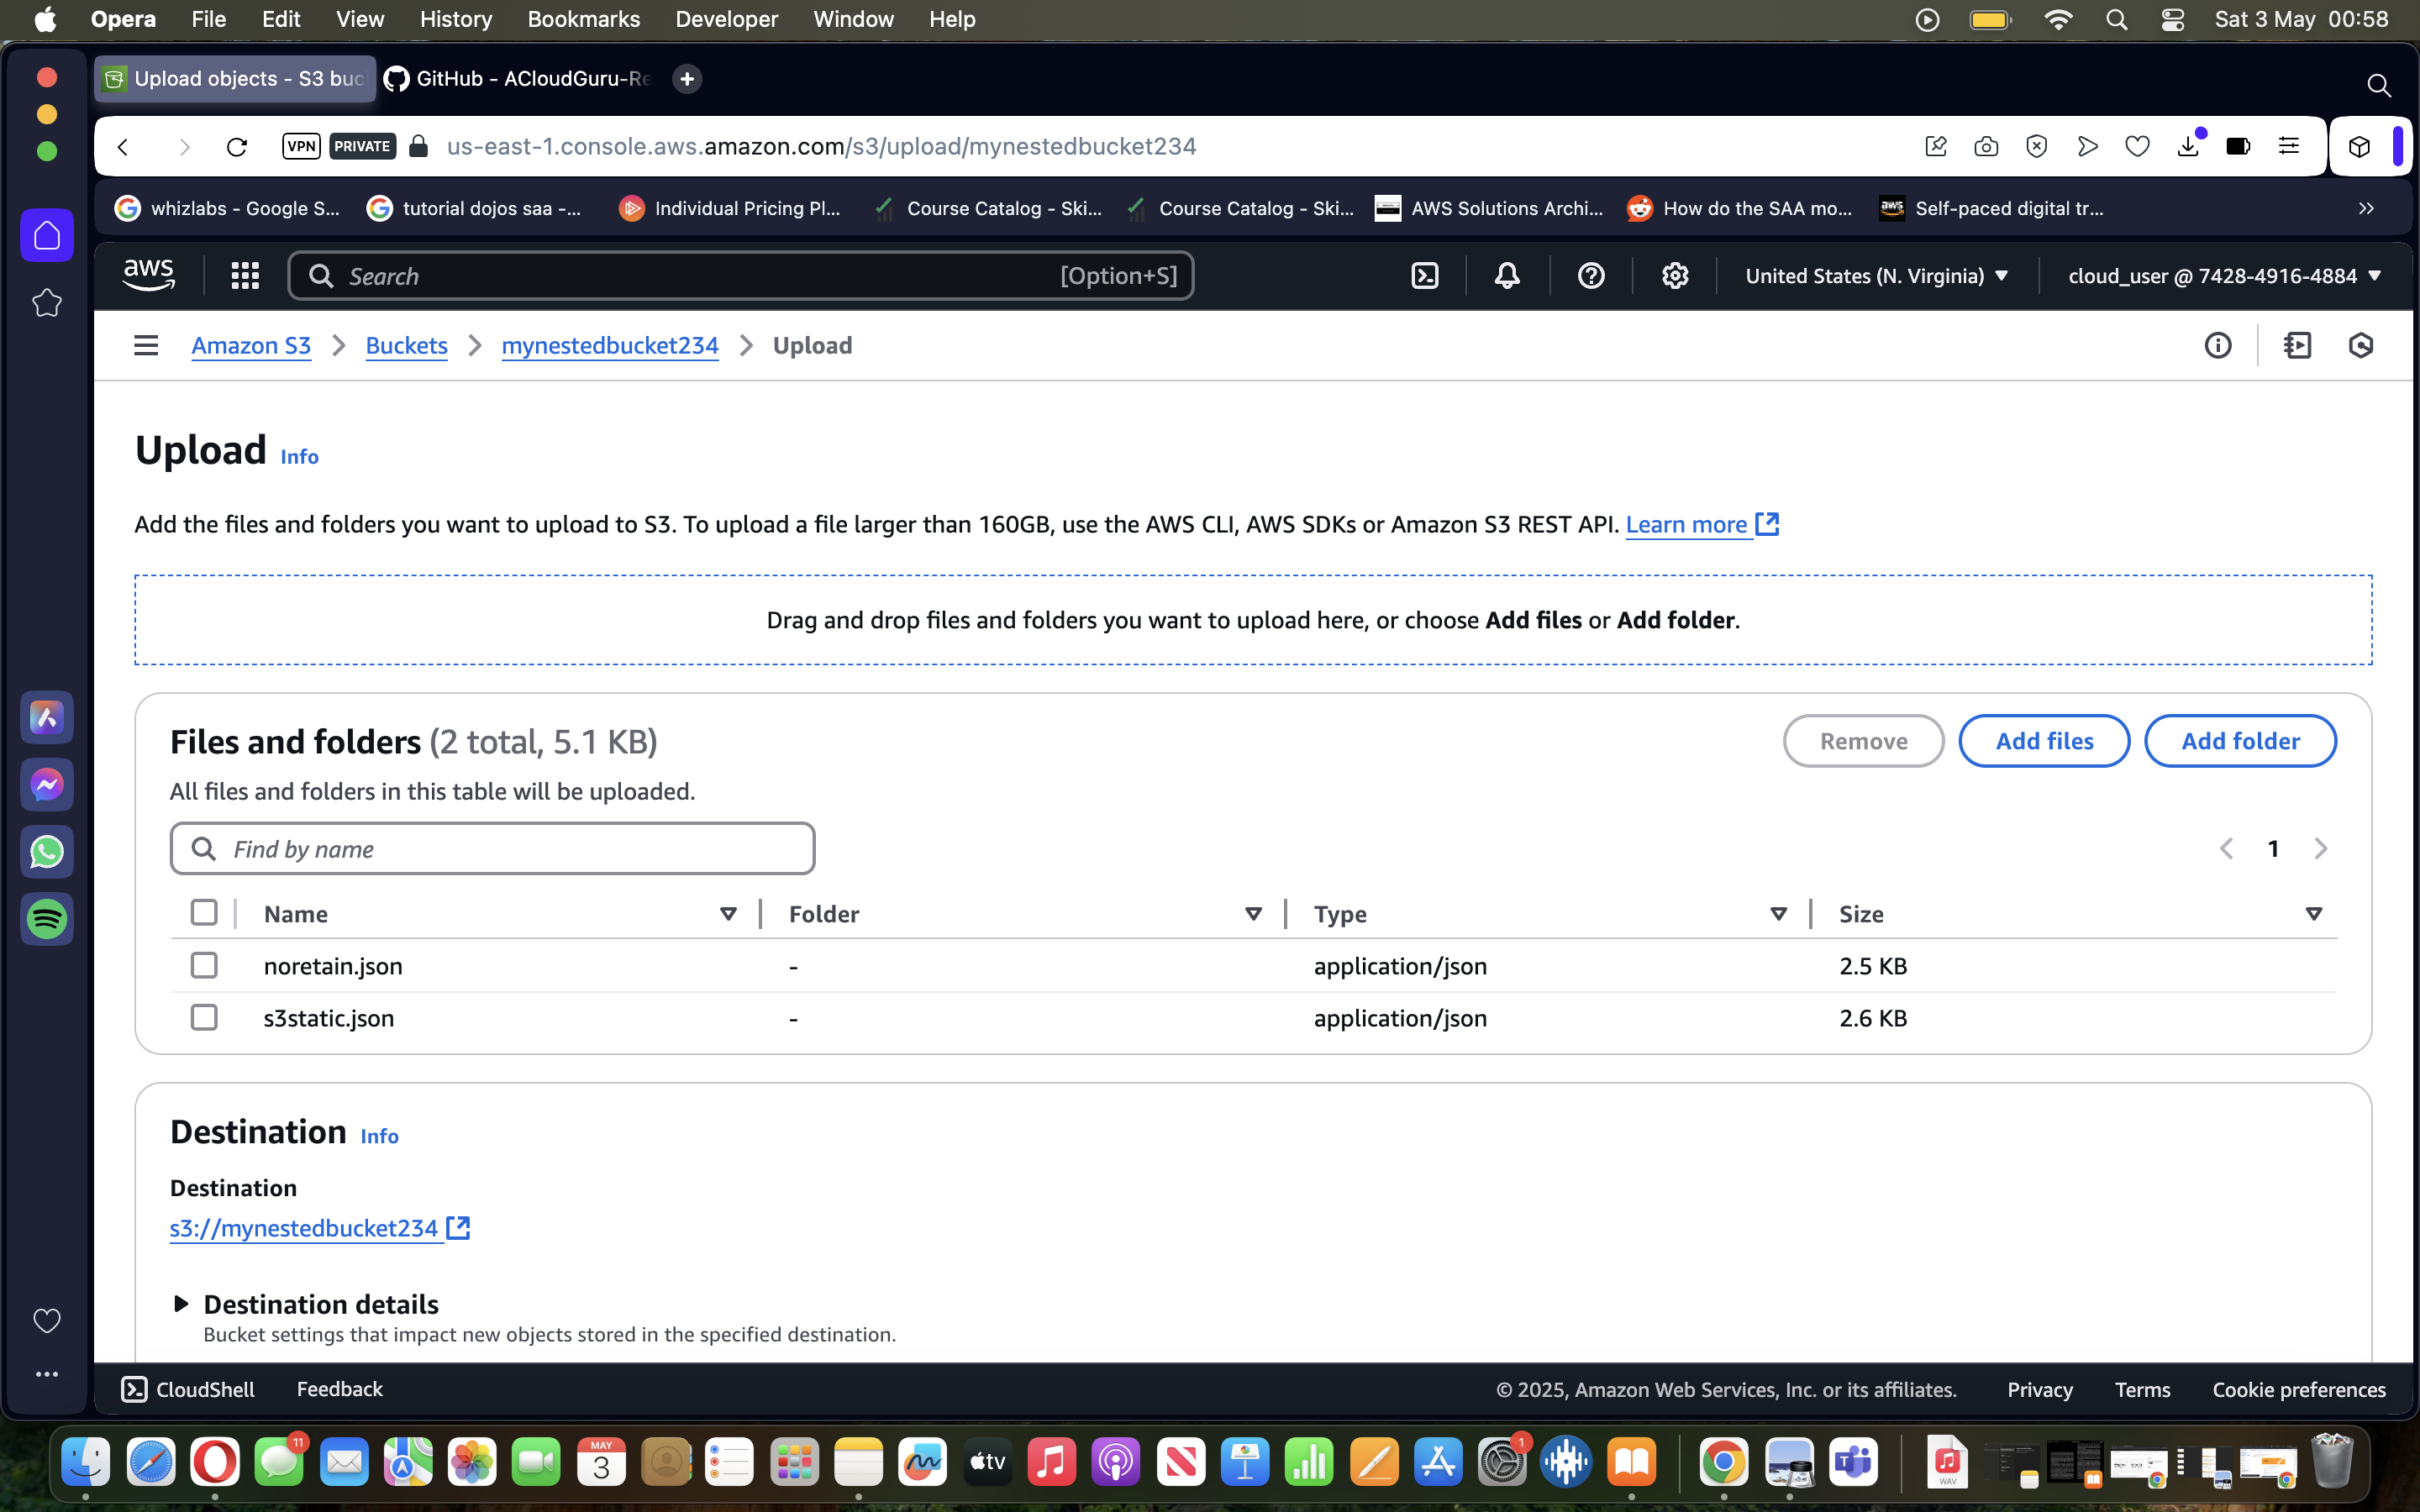 Opera File Edit View History Bookmarks Developer Window Help Sat 3 May 00:58
Upload objects - S3 buc GitHub - ACloudGuru-Re
VPN PRIVATE us-east-1.console.aws.amazon.com/s3/upload/mynestedbucket234
whizlabs - Google S... tutorial dojos saa -... Individual Pricing Pl... Course Catalog - Ski... Course Catalog - Ski... AWS Solutions Archi... How do the SAA mo... Self-paced digital tr...
aws Search [Option+S] United States (N. Virginia) cloud_user @ 7428-4916-4884
Amazon S3 Buckets mynestedbucket234 Upload
Upload Info
Add the files and folders you want to upload to S3. To upload a file larger than 160GB, use the AWS CLI, AWS SDKs or Amazon S3 REST API. Learn more
Drag and drop files and folders you want to upload here, or choose Add files or Add folder.
Files and folders (2 total, 5.1 KB) Remove Add files Add folder
All files and folders in this table will be uploaded.
Find by name 1
Name Folder Type Size
noretain.json - application/json 2.5 KB
s3static.json - application/json 2.6 KB
Destination Info
Destination
s3://mynestedbucket234
Destination details
Bucket settings that impact new objects stored in the specified destination.
CloudShell Feedback © 2025, Amazon Web Services, Inc. or its affiliates. Privacy Terms Cookie preferences
11 MAY 3 tv 1 WAV